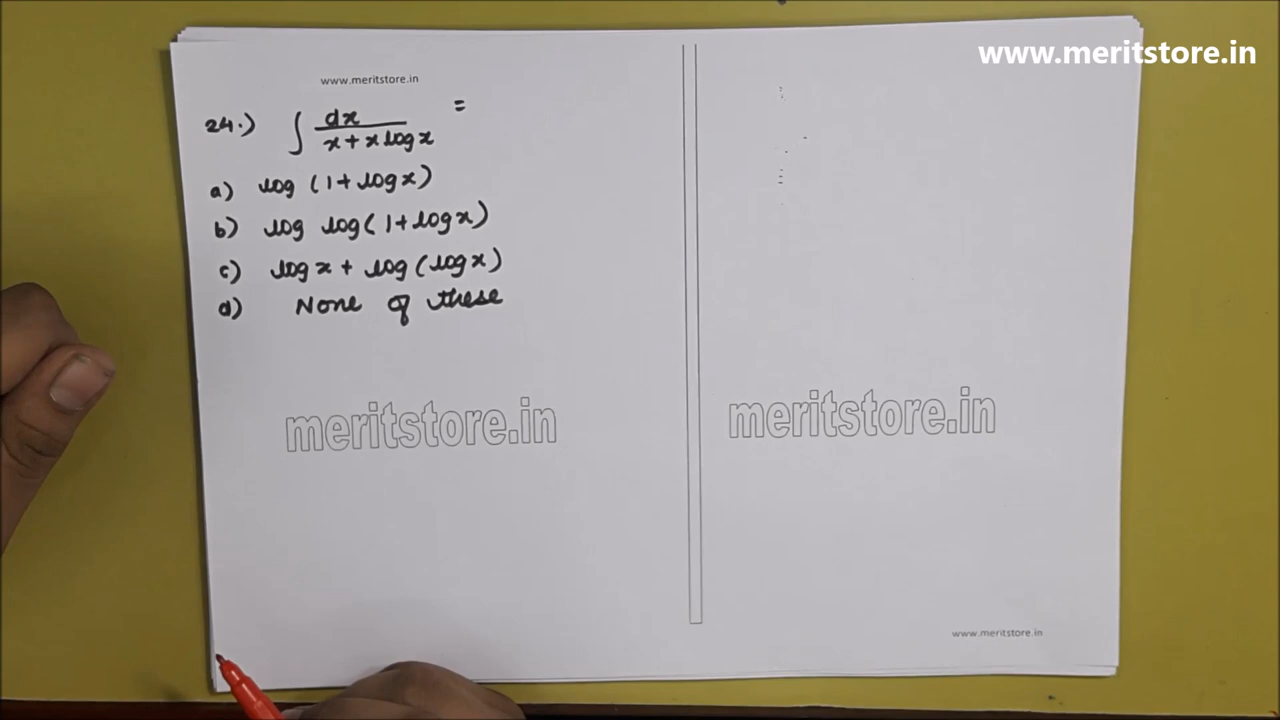 www.meritstore.in
www.meritstore.in
24.) ∫ dx / x + x log x =
a) log (1 + log x)
b) log log (1 + log x)
c) log x + log (log x)
d) None of these
meritstore.in
meritstore.in
www.meritstore.in